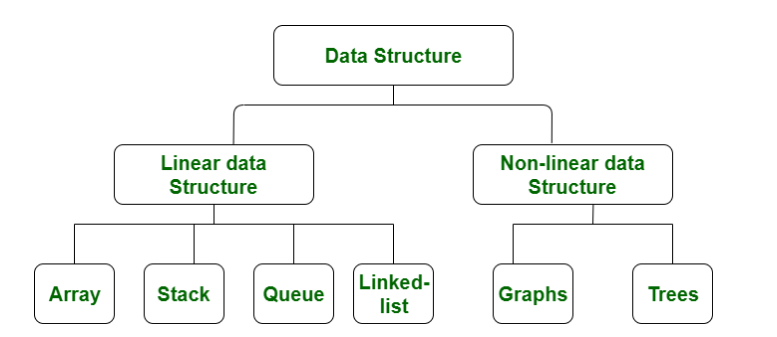 Data Structure
Linear data
Structure
Non-linear data
Structure
Array
Stack
Queue
Linked-
list
Graphs
Trees